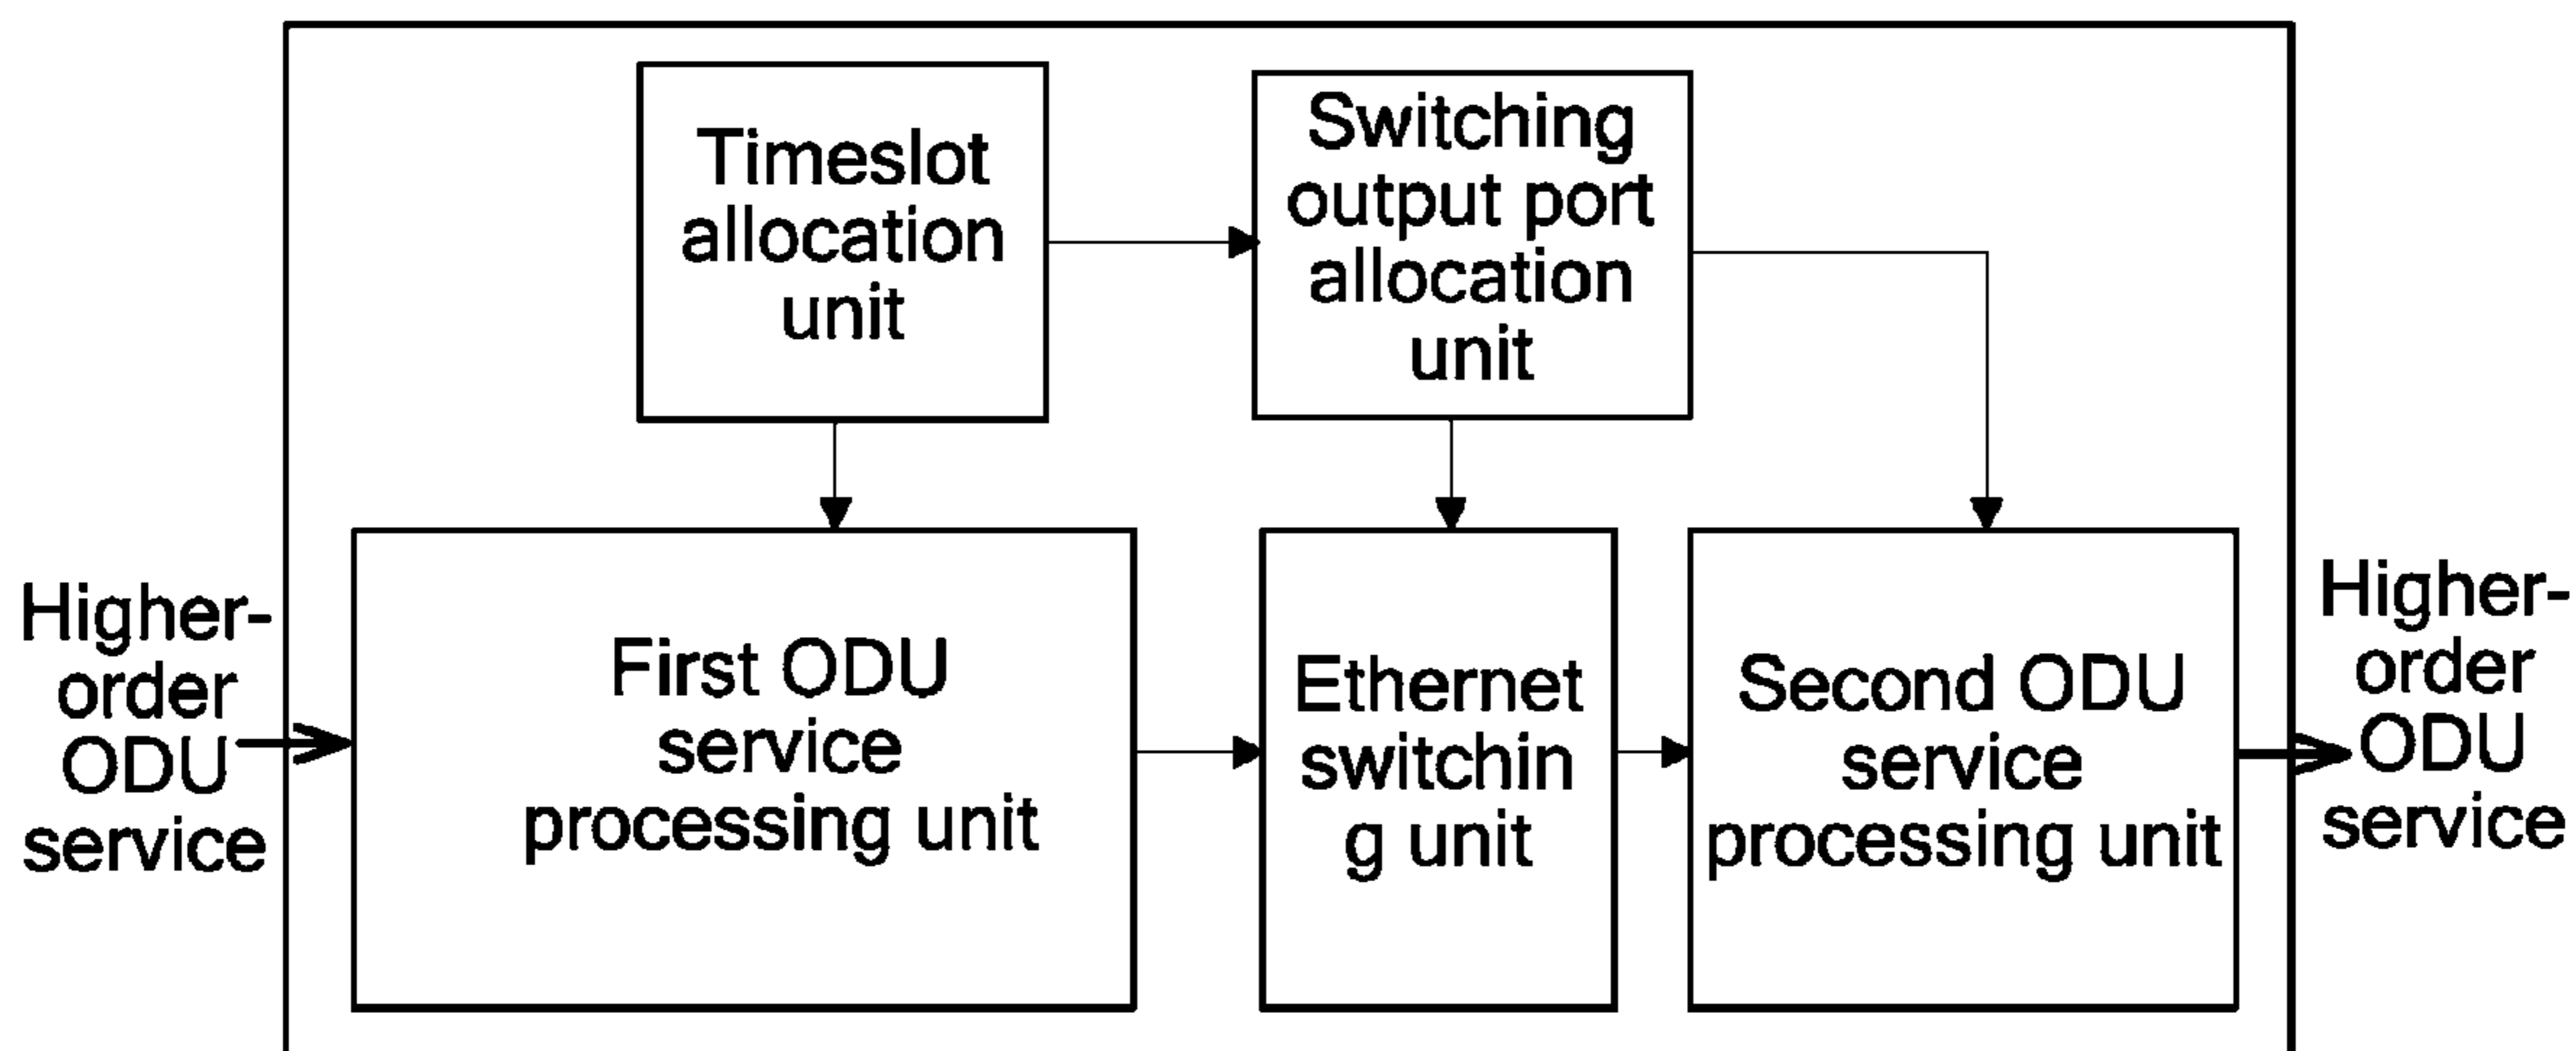 Timeslot
allocation
unit
Switching
output port
allocation
unit
Higher-
order
ODU
service
First ODU
service
processing unit
Ethernet
switchin
g unit
Second ODU
service
processing unit
Higher-
order
ODU
service